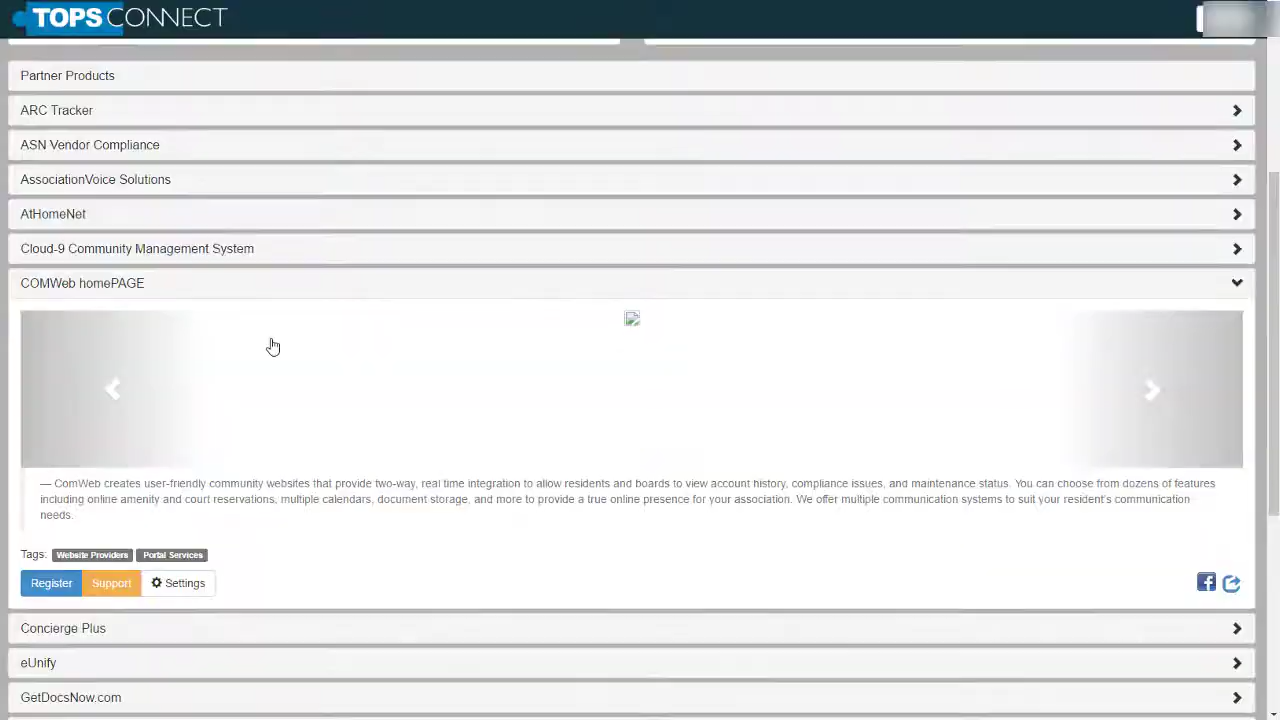 TOPSCONNECT
Partner Products
ARC Tracker
ASN Vendor Compliance
AssociationVoice Solutions
AtHomeNet
Cloud-9 Community Management System
COMWeb homePAGE
— ComWeb creates user-friendly community websites that provide two-way, real time integration to allow residents and boards to view account history, compliance issues, and maintenance status. You can choose from dozens of features
including online amenity and court reservations, multiple calendars, document storage, and more to provide a true online presence for your association. We offer multiple communication systems to suit your resident's communication
needs.
Tags: Website Providers Portal Services
Register Support Settings
Concierge Plus
eUnify
GetDocsNow.com